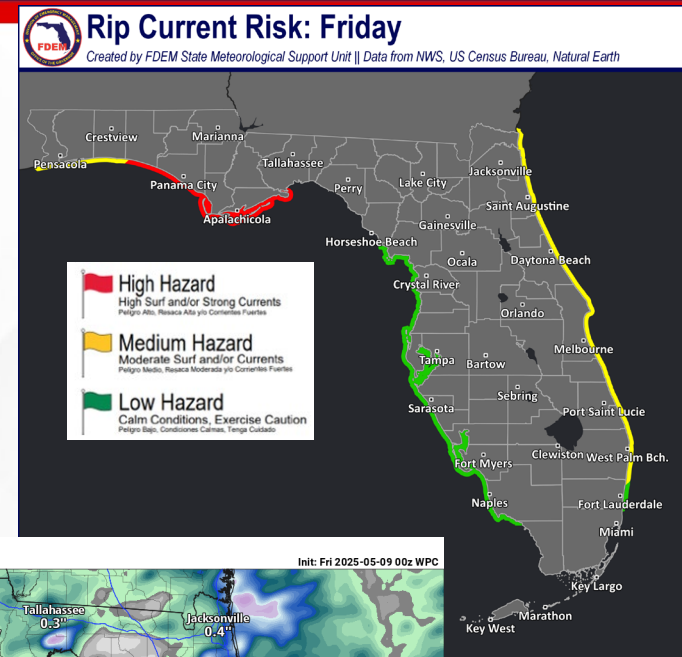 Rip Current Risk: Friday
FDEM
Created by FDEM State Meteorological Support Unit || Data from NWS, US Census Bureau, Natural Earth
Crestview
Marianna
Pensacola
Tallahassee
Jacksonville
Panama City
Perry
Lake City
Saint Augustine
Apalachicola
Gainesville
Horseshoe Beach
Ocala
Daytona Beach
Crystal River
High Hazard
High Surf and/or Strong Currents
Peligro Alto, Resaca Alta y/o Corrientes Fuertes
Orlando
Medium Hazard
Moderate Surf and/or Currents
Peligro Medio, Resaca Moderada y/o Corrientes Fuertes
Melbourne
Tampa
Bartow
Low Hazard
Calm Conditions, Exercise Caution
Peligro Bajo, Condiciones Calmas, Tenga Cuidado
Sebring
Sarasota
Port Saint Lucie
Clewiston
West Palm Bch.
Fort Myers
Naples
Fort Lauderdale
Miami
Init: Fri 2025-05-09 00z WPC
Key Largo
Tallahassee
0.3"
Jacksonville
0.4"
Marathon
Key West